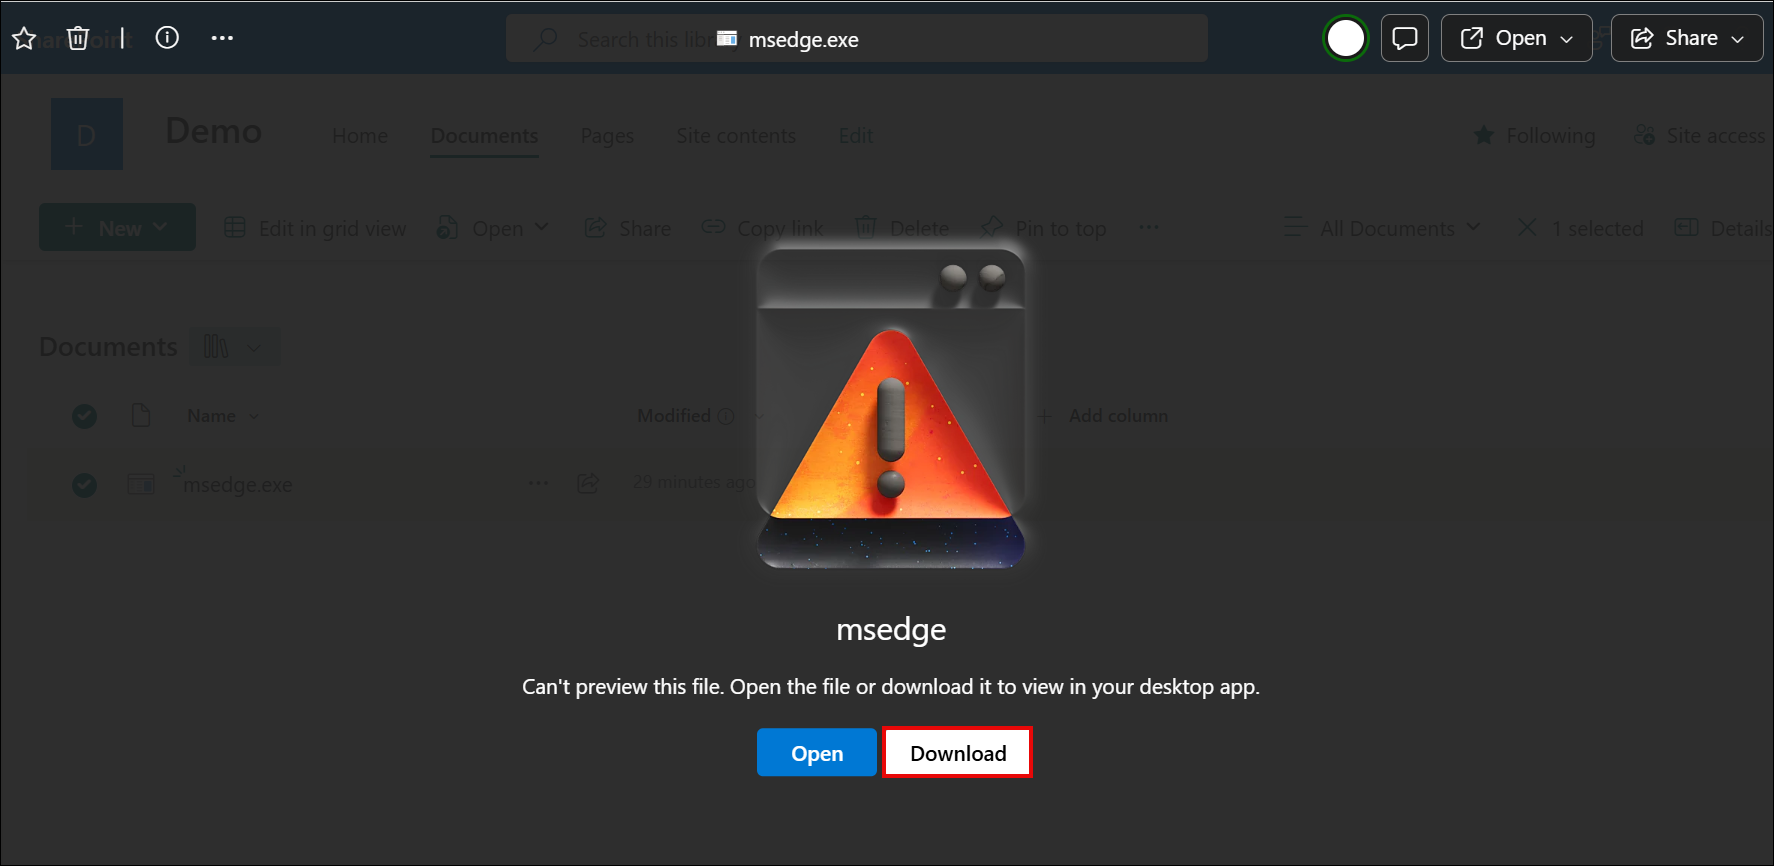 Search this lib
msedge.exe
Open
Share
D
Demo
Home
Documents
Pages
Site contents
Edit
Following
Site access
+ New
Edit in grid view
Open
Share
Copy link
Delete
Pin to top
All Documents
1 selected
Details
Documents
Name
Modified
+ Add column
msedge.exe
29 minutes ago
msedge
Can't preview this file. Open the file or download it to view in your desktop app.
Open
Download